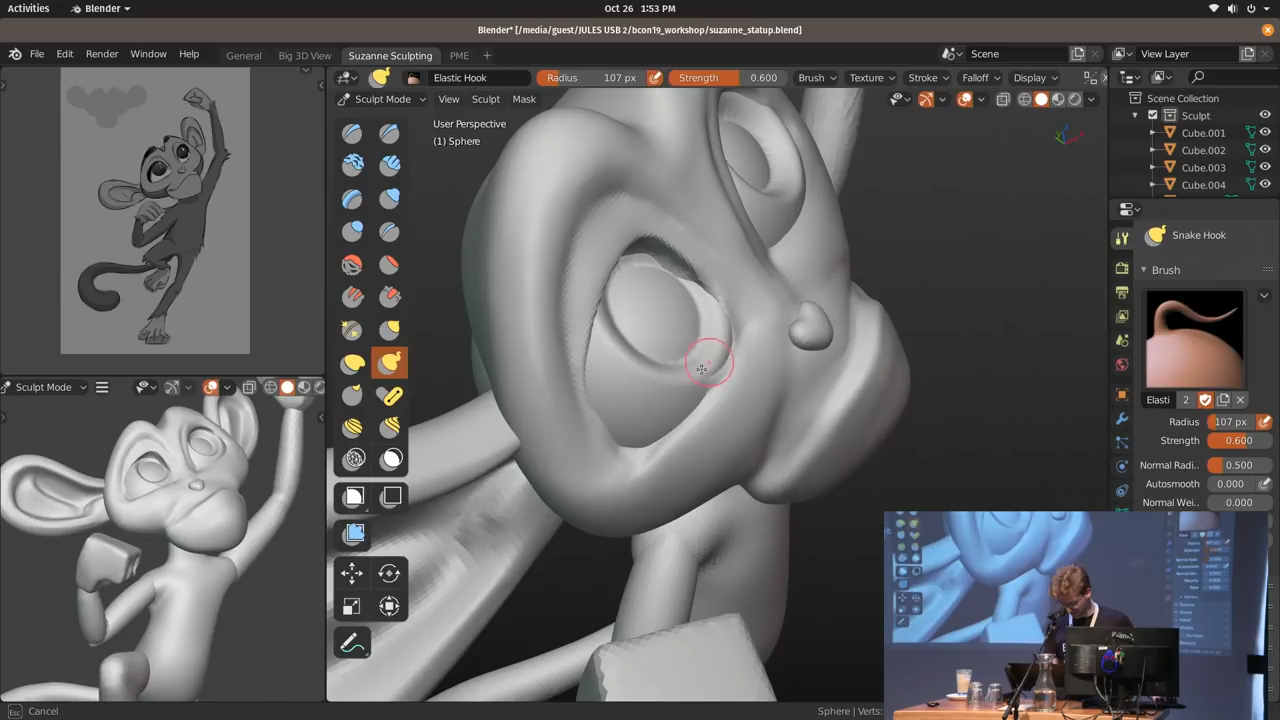 Activities
Blender
Oct 26 1:53 PM
Blender* [/media/guest/JULES USB 2/bcon19_workshop/suzanne_statup.blend]
File Edit Render Window Help
General Big 3D View Suzanne Sculpting PME +
Scene
View Layer
Elastic Hook
Radius 107 px
Strength 0.600
Brush Texture Stroke Falloff Display
Sculpt Mode View Sculpt Mask
User Perspective
(1) Sphere
Scene Collection
Sculpt
Cube.001
Cube.002
Cube.003
Cube.004
Snake Hook
Brush
Elasti 2
Radius 107 px
Strength 0.600
Normal Radi.. 0.500
Autosmooth 0.000
Normal Wei.. 0.000
Sculpt Mode
Esc Cancel
Sphere | Verts: